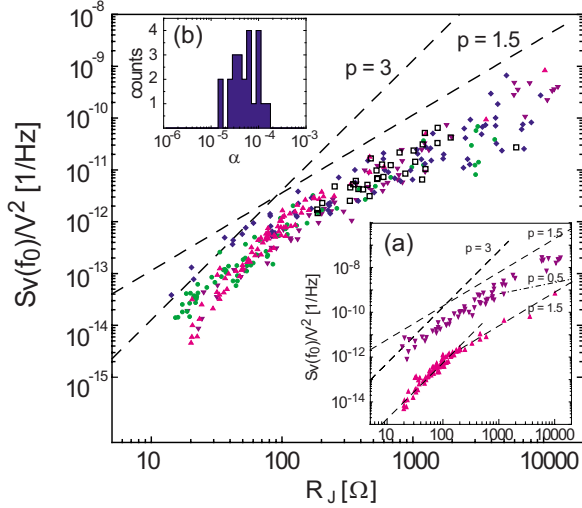 (b)
counts
4
3
2
1
10⁻⁶ 10⁻⁵ 10⁻⁴ 10⁻³
α
p = 3
p = 1.5
Sv(f₀)/V² [1/Hz]
10⁻⁸
10⁻⁹
10⁻¹⁰
10⁻¹¹
10⁻¹²
10⁻¹³
10⁻¹⁴
10⁻¹⁵
10 100 1000 10000
R_J [Ω]
(a)
p = 3
p = 1.5
p = 0.5
p = 1.5
Sv(f₀)/V² [1/Hz]
10⁻⁸
10⁻¹⁰
10⁻¹²
10⁻¹⁴
10 100 1000 10000